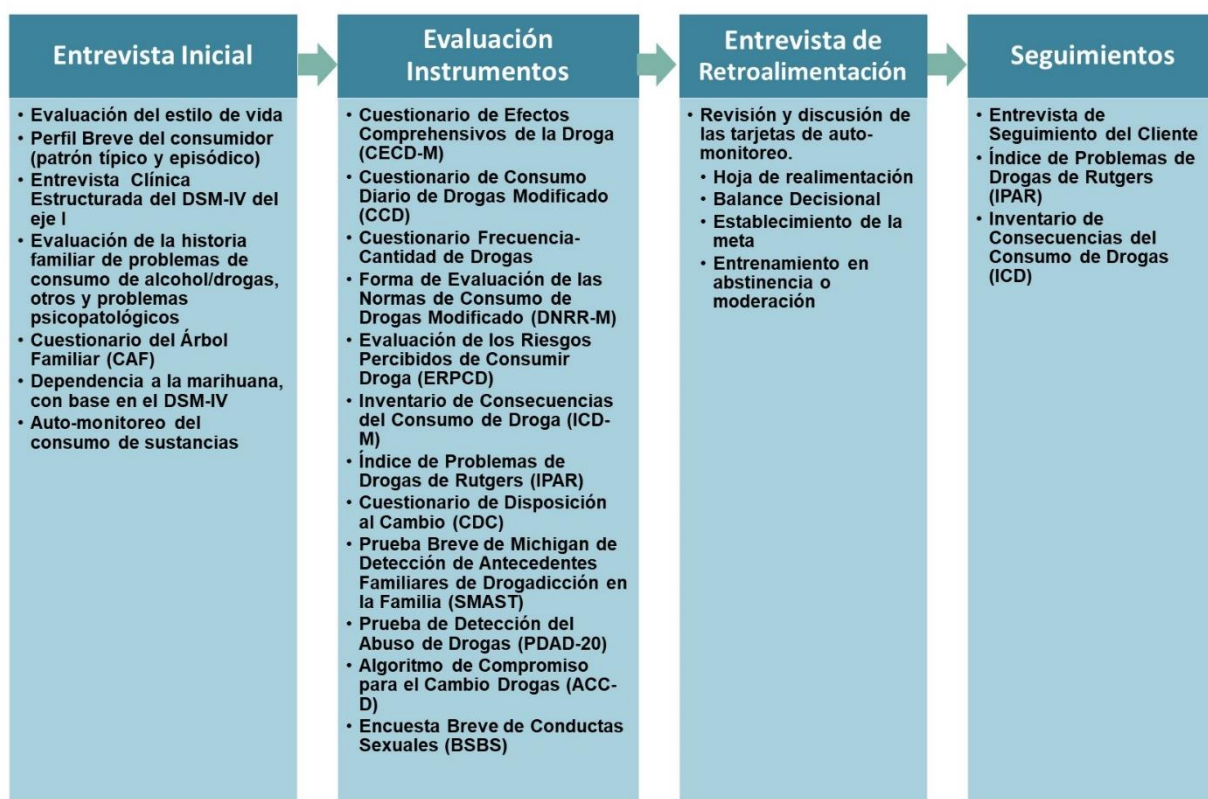 Entrevista Inicial
• Evaluación del estilo de vida
• Perfil Breve del consumidor
(patrón típico y episódico)
• Entrevista Clínica
Estructurada del DSM-IV del
eje I
• Evaluación de la historia
familiar de problemas de
consumo de alcohol/drogas,
otros y problemas
psicopatológicos
• Cuestionario del Árbol
Familiar (CAF)
• Dependencia a la marihuana,
con base en el DSM-IV
• Auto-monitoreo del
consumo de sustancias
Evaluación
Instrumentos
• Cuestionario de Efectos
Comprehensivos de la Droga
(CECD-M)
• Cuestionario de Consumo
Diario de Drogas Modificado
(CCD)
• Cuestionario Frecuencia-
Cantidad de Drogas
• Forma de Evaluación de las
Normas de Consumo de
Drogas Modificado (DNRR-M)
• Evaluación de los Riesgos
Percibidos de Consumir
Droga (ERPCD)
• Inventario de Consecuencias
del Consumo de Droga (ICD-
M)
• Índice de Problemas de
Drogas de Rutgers (IPAR)
• Cuestionario de Disposición
al Cambio (CDC)
• Prueba Breve de Michigan de
Detección de Antecedentes
Familiares de Drogadicción en
la Familia (SMAST)
• Prueba de Detección del
Abuso de Drogas (PDAD-20)
• Algoritmo de Compromiso
para el Cambio Drogas (ACC-
D)
• Encuesta Breve de Conductas
Sexuales (BSBS)
Entrevista de
Retroalimentación
• Revisión y discusión de
las tarjetas de auto-
monitoreo.
• Hoja de realimentación
• Balance Decisional
• Establecimiento de la
meta
• Entrenamiento en
abstinencia o
moderación
Seguimientos
• Entrevista de
Seguimiento del Cliente
• Índice de Problemas de
Drogas de Rutgers
(IPAR)
• Inventario de
Consecuencias del
Consumo de Drogas
(ICD)